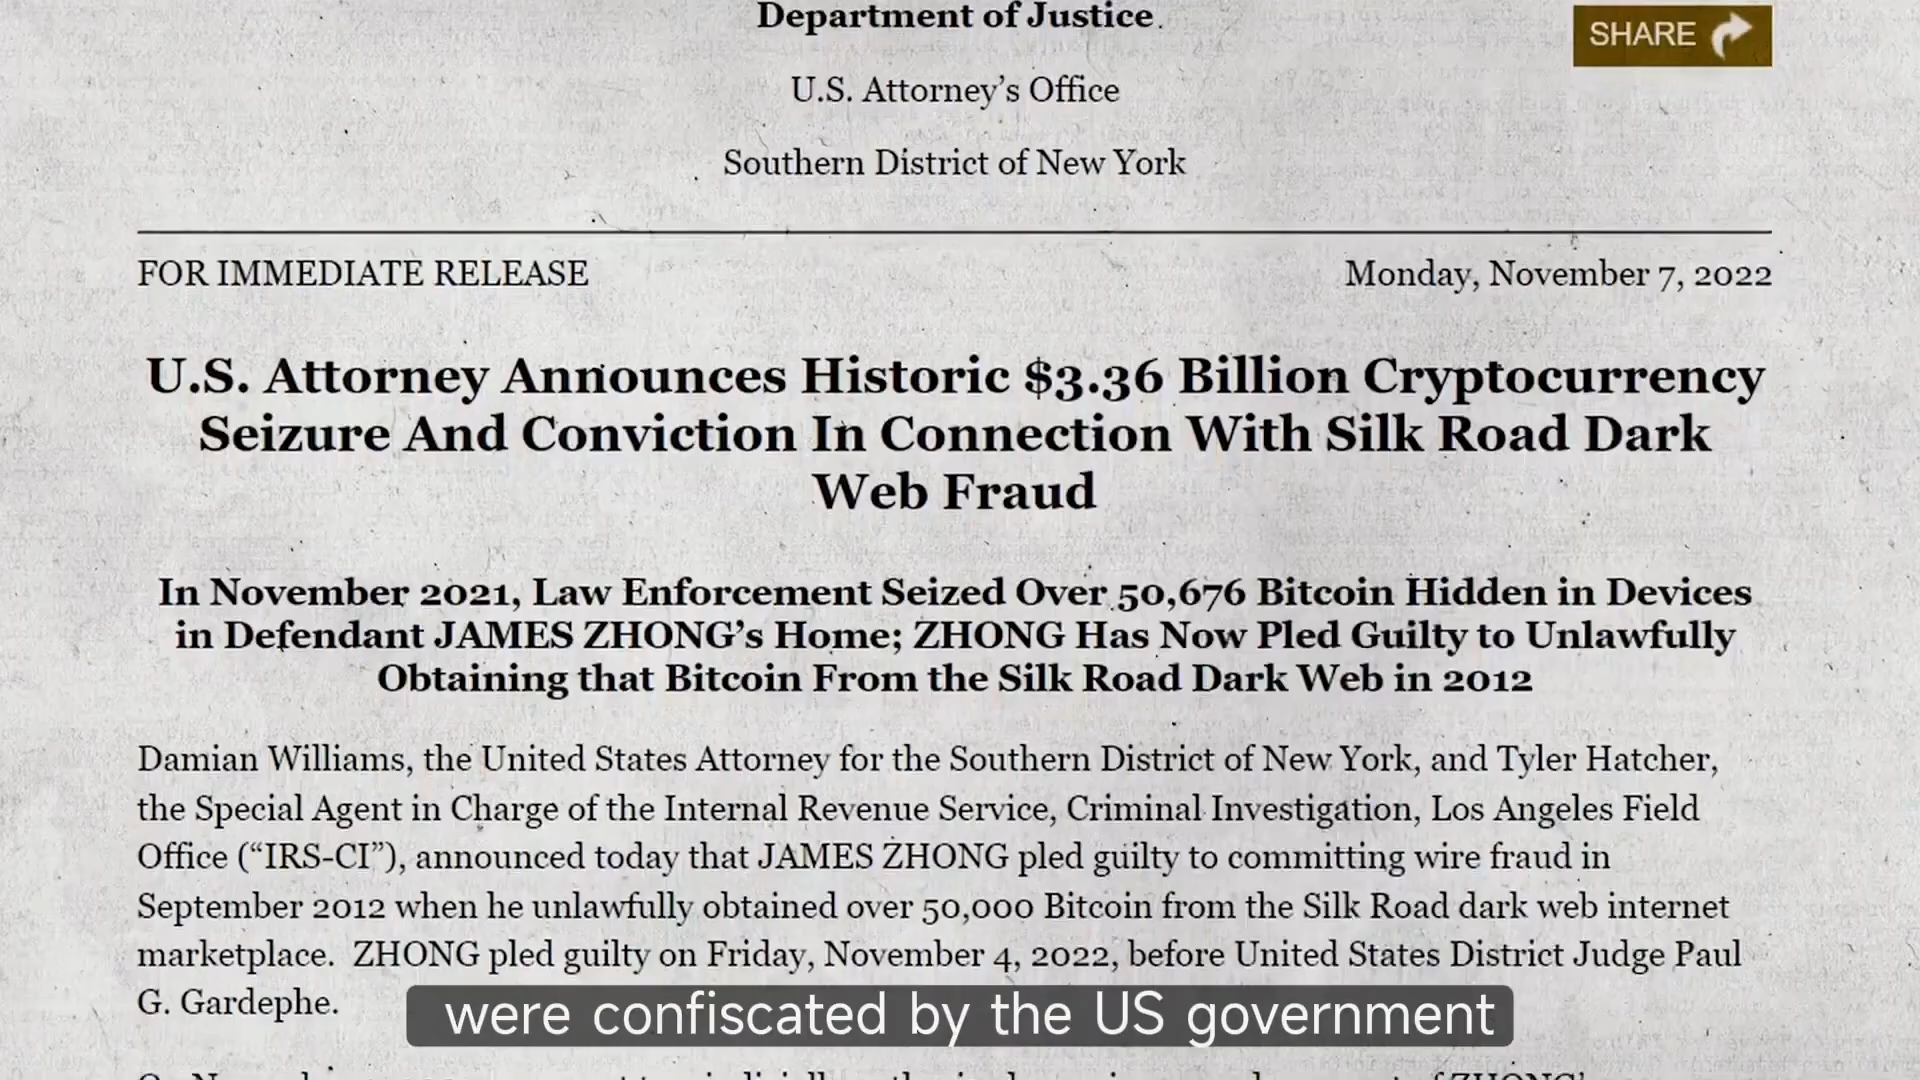 Department of Justice
SHARE
U.S. Attorney’s Office
Southern District of New York
FOR IMMEDIATE RELEASE
Monday, November 7, 2022
U.S. Attorney Announces Historic $3.36 Billion Cryptocurrency
Seizure And Conviction In Connection With Silk Road Dark
Web Fraud
In November 2021, Law Enforcement Seized Over 50,676 Bitcoin Hidden in Devices
in Defendant JAMES ZHONG’s Home; ZHONG Has Now Pled Guilty to Unlawfully
Obtaining that Bitcoin From the Silk Road Dark Web in 2012
Damian Williams, the United States Attorney for the Southern District of New York, and Tyler Hatcher,
the Special Agent in Charge of the Internal Revenue Service, Criminal Investigation, Los Angeles Field
Office (“IRS-CI”), announced today that JAMES ZHONG pled guilty to committing wire fraud in
September 2012 when he unlawfully obtained over 50,000 Bitcoin from the Silk Road dark web internet
marketplace.  ZHONG pled guilty on Friday, November 4, 2022, before United States District Judge Paul
G. Gardephe.
were confiscated by the US government